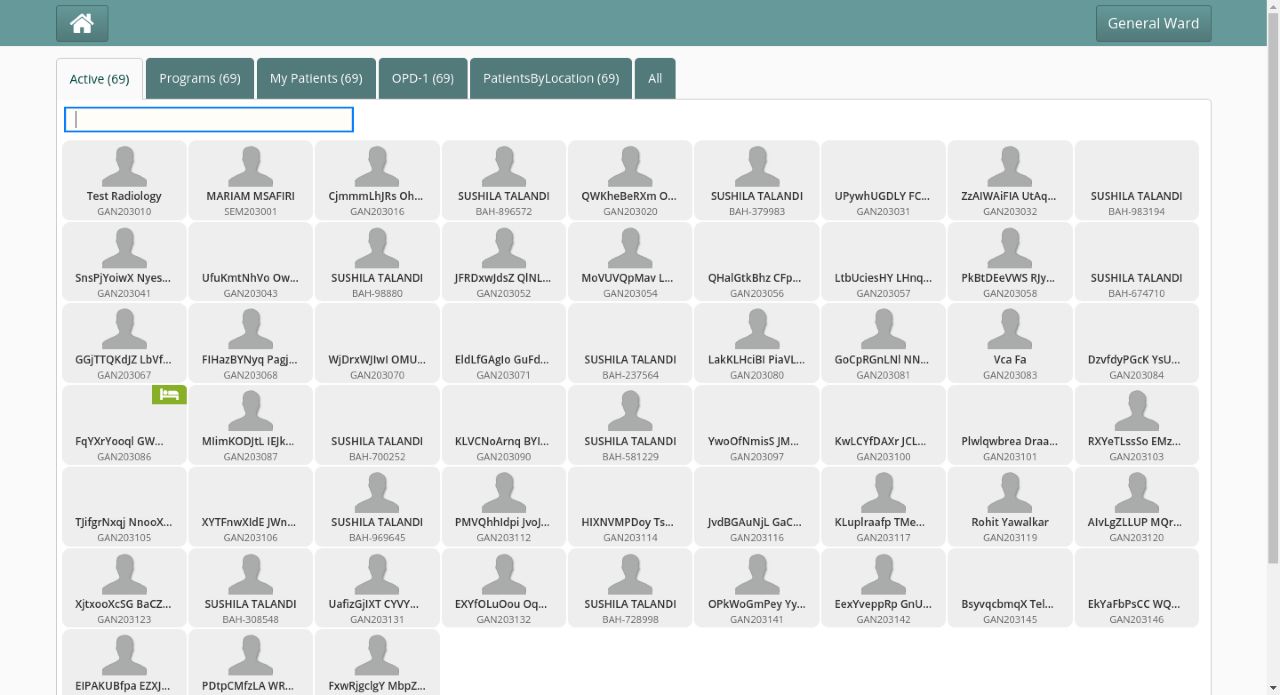 General Ward
Active (69)
Programs (69)
My Patients (69)
OPD-1 (69)
PatientsByLocation (69)
All
Test Radiology
GAN203010
MARIAM MSAFIRI
SEM203001
CjmmmLhJRs Oh...
GAN203016
SUSHILA TALANDI
BAH-896572
QWKheBeRXm O...
GAN203020
SUSHILA TALANDI
BAH-379983
UPywhUGDLY FC...
GAN203031
ZzAIWAiFIA UtAq...
GAN203032
SUSHILA TALANDI
BAH-983194
SnsPjYoiwX Nyes...
GAN203041
UfuKmtNhVo Ow...
GAN203043
SUSHILA TALANDI
BAH-98880
JFRDxwJdsZ QlNL...
GAN203052
MoVUVQpMav L...
GAN203054
QHalGtkBhz CFp...
GAN203056
LtbUciesHY LHnq...
GAN203057
PkBtDEeVWS RJy...
GAN203058
SUSHILA TALANDI
BAH-674710
GGjTTQKdJZ LbVf...
GAN203067
FIHazBYNyq Pagj...
GAN203068
WjDrxWJIwI OMU...
GAN203070
EldLfGAgIo GuFd...
GAN203071
SUSHILA TALANDI
BAH-237564
LakKLHciBI PiaVL...
GAN203080
GoCpRGnLNl NN...
GAN203081
Vca Fa
GAN203083
DzvfdyPGcK YsU...
GAN203084
FqYXrYooql GW...
GAN203086
MlimKODJtL IEJk...
GAN203087
SUSHILA TALANDI
BAH-700252
KLVCNoArnq BYI...
GAN203090
SUSHILA TALANDI
BAH-581229
YwoOfNmisS JM...
GAN203097
KwLCYfDAXr JCL...
GAN203100
Plwlqwbrea Draa...
GAN203101
RXYeTLssSo EMz...
GAN203103
TJifgrNxqj NnooX...
GAN203105
XYTFnwXIdE JWn...
GAN203106
SUSHILA TALANDI
BAH-969645
PMVQhhIdpi JvoJ...
GAN203112
HIXNVMPDoy Ts...
GAN203114
JvdBGAuNjL GaC...
GAN203116
KLuplraafp TMe...
GAN203117
Rohit Yawalkar
GAN203119
AIvLgZLLUP MQr...
GAN203120
XjtxooXcSG BaCZ...
GAN203123
SUSHILA TALANDI
BAH-308548
UafizGjIXT CYVY...
GAN203131
EXYfOLuOou Oq...
GAN203132
SUSHILA TALANDI
BAH-728998
OPkWoGmPey Yy...
GAN203141
EexYveppRp GnU...
GAN203142
BsyvqcbmqX Tel...
GAN203145
EkYaFbPsCC WQ...
GAN203146
EIPAKUBfpa EZXJ...
PDtpCMfzLA WR...
FxwRjgclgY MbpZ...